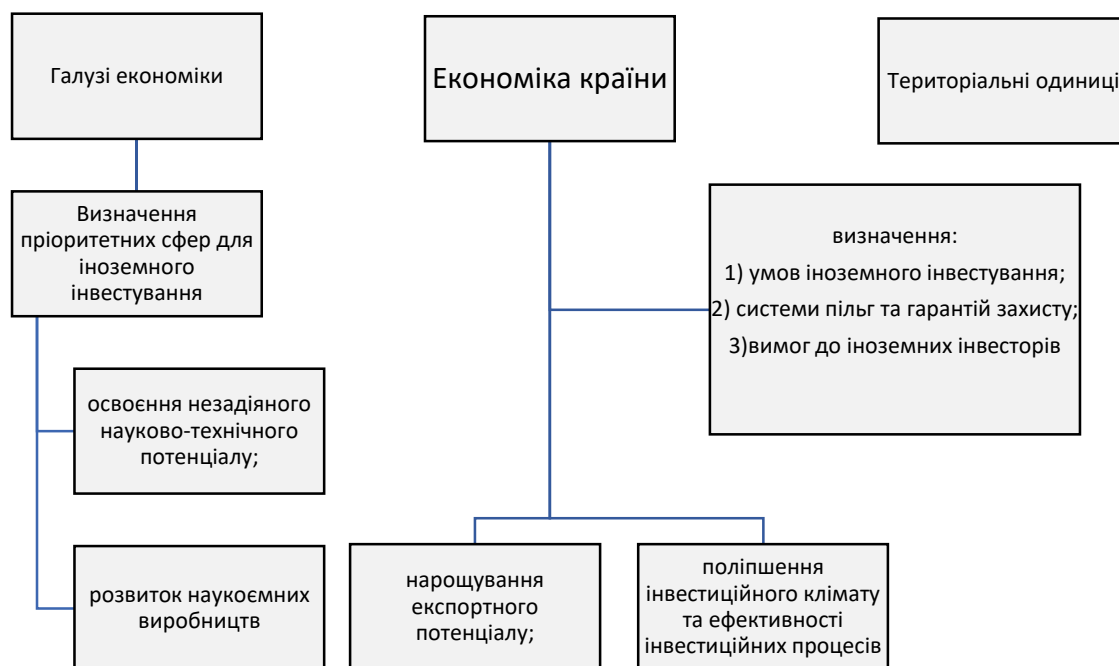 Галузі економіки
Економіка країни
Територіальні одиниці
Визначення
пріоритетних сфер для
іноземного
інвестування
визначення:
1) умов іноземного інвестування;
2) системи пільг та гарантій захисту;
3)вимог до іноземних інвесторів
освоєння незадіяного
науково-технічного
потенціалу;
розвиток наукоємних
виробництв
нарощування
експортного
потенціалу;
поліпшення
інвестиційного клімату
та ефективності
інвестиційних процесів